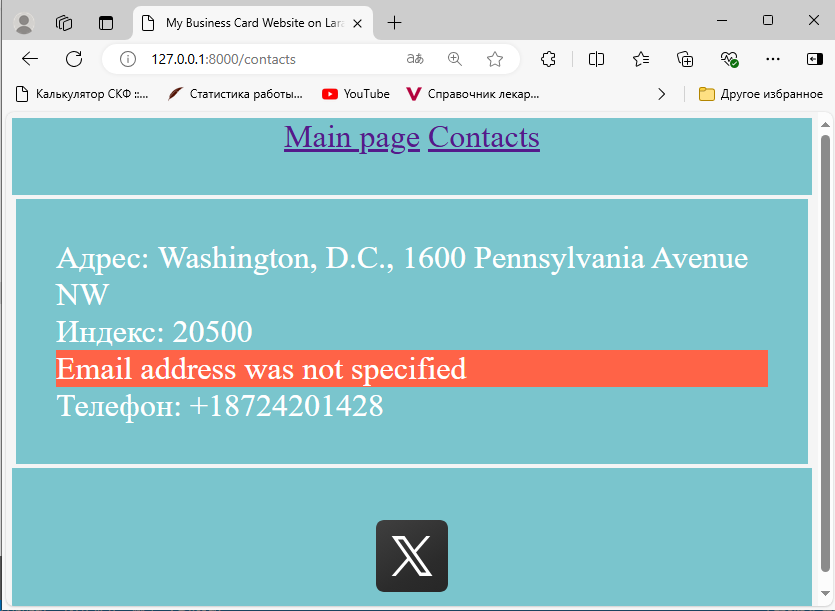 My Business Card Website on Lara
127.0.0.1:8000/contacts
Калькулятор СКФ ::...
Статистика работы...
YouTube
Справочник лекар...
Другое избранное
Main page Contacts
Адрес: Washington, D.C., 1600 Pennsylvania Avenue
NW
Индекс: 20500
Email address was not specified
Телефон: +18724201428